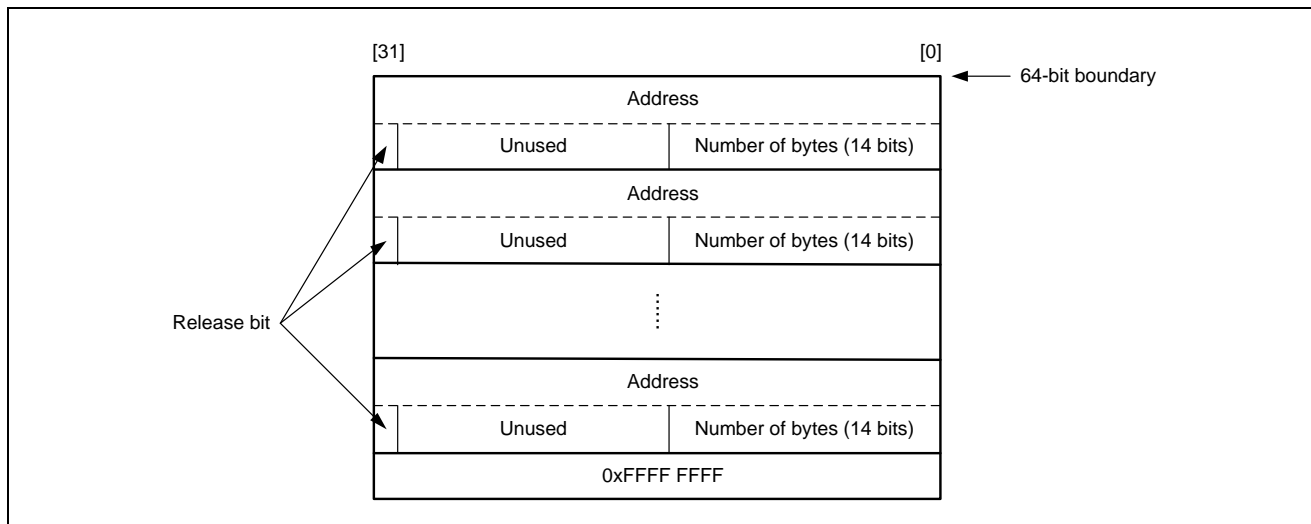 [31] [0]
64-bit boundary
Address
Unused Number of bytes (14 bits)
Address
Unused Number of bytes (14 bits)
Release bit
Address
Unused Number of bytes (14 bits)
0xFFFF FFFF